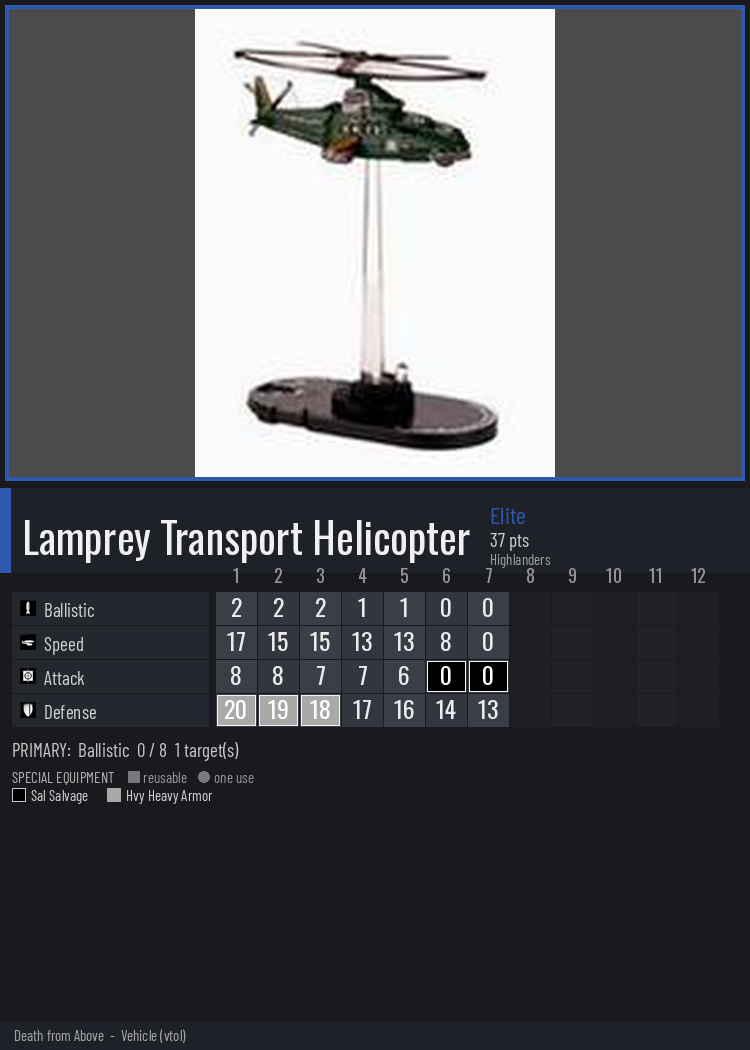 Lamprey Transport Helicopter
Elite
37 pts
Highlanders
1 2 3 4 5 6 7 8 9 10 11 12
Ballistic 2 2 2 1 1 0 0
Speed 17 15 15 13 13 8 0
Attack 8 8 7 7 6 0 0
Defense 20 19 18 17 16 14 13
PRIMARY: Ballistic 0 / 8 1 target(s)
SPECIAL EQUIPMENT reusable one use
Sal Salvage Hvy Heavy Armor
Death from Above - Vehicle (vtol)